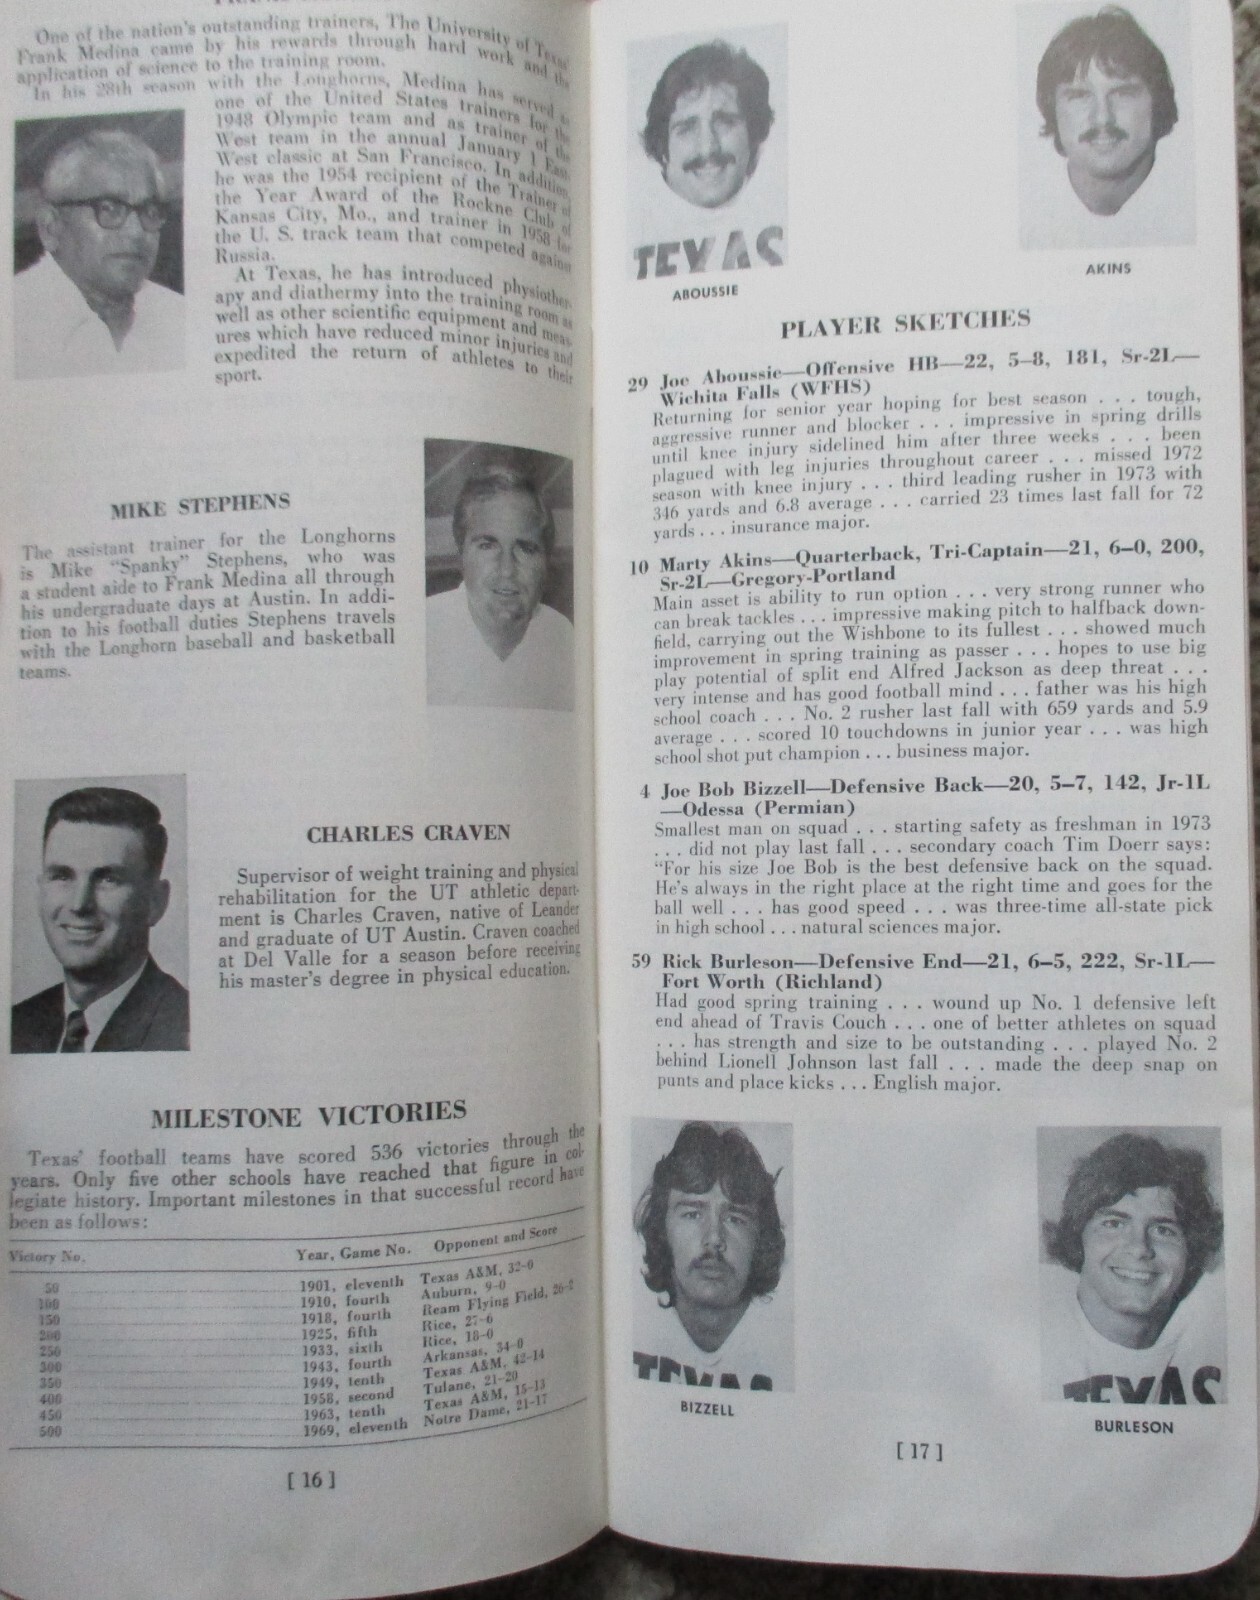 One of the nation's outstanding trainers, The University of Texas'
Frank Medina came by his rewards through hard work and the
application of science to the training room.
In his 28th season with the Longhorns, Medina has served as
one of the United States trainers for the
1948 Olympic team and as trainer of the
West team in the annual January 1 East-
West classic at San Francisco. In addition,
he was the 1954 recipient of the Trainer of
the Year Award of the Rockne Club of
Kansas City, Mo., and trainer in 1958 for
the U. S. track team that competed against
Russia.
At Texas, he has introduced physiother-
apy and diathermy into the training room as
well as other scientific equipment and meas-
ures which have reduced minor injuries and
expedited the return of athletes to their
sport.
MIKE STEPHENS
The assistant trainer for the Longhorns
is Mike "Spanky" Stephens, who was
a student aide to Frank Medina all through
his undergraduate days at Austin. In addi-
tion to his football duties Stephens travels
with the Longhorn baseball and basketball
teams.
CHARLES CRAVEN
Supervisor of weight training and physical
rehabilitation for the UT athletic depart-
ment is Charles Craven, native of Leander
and graduate of UT Austin. Craven coached
at Del Valle for a season before receiving
his master's degree in physical education.
MILESTONE VICTORIES
Texas' football teams have scored 536 victories through the
years. Only five other schools have reached that figure in col-
legiate history. Important milestones in that successful record have
been as follows:
Victory No. Year, Game No. Opponent and Score
50 1901, eleventh Texas A&M, 32-0
100 1910, fourth Auburn, 9-0
150 1918, fourth Ream Flying Field, 26-2
200 1925, fifth Rice, 27-6
250 1933, sixth Rice, 18-0
300 1943, fourth Arkansas, 34-0
350 1949, tenth Texas A&M, 42-14
400 1958, second Tulane, 21-20
450 1963, tenth Texas A&M, 15-13
500 1969, eleventh Notre Dame, 21-17
[ 16 ]
TEXAS
ABOUSSIE
AKINS
PLAYER SKETCHES
29 Joe Aboussie—Offensive HB—22, 5-8, 181, Sr-2L—
Wichita Falls (WFHS)
Returning for senior year hoping for best season . . . tough,
aggressive runner and blocker . . . impressive in spring drills
until knee injury sidelined him after three weeks . . . been
plagued with leg injuries throughout career . . . missed 1972
season with knee injury . . . third leading rusher in 1973 with
346 yards and 6.8 average . . . carried 23 times last fall for 72
yards . . . insurance major.
10 Marty Akins—Quarterback, Tri-Captain—21, 6-0, 200,
Sr-2L—Gregory-Portland
Main asset is ability to run option . . . very strong runner who
can break tackles . . . impressive making pitch to halfback down-
field, carrying out the Wishbone to its fullest . . . showed much
improvement in spring training as passer . . . hopes to use big
play potential of split end Alfred Jackson as deep threat . . .
very intense and has good football mind . . . father was his high
school coach . . . No. 2 rusher last fall with 659 yards and 5.9
average . . . scored 10 touchdowns in junior year . . . was high
school shot put champion . . . business major.
4 Joe Bob Bizzell—Defensive Back—20, 5-7, 142, Jr-1L
—Odessa (Permian)
Smallest man on squad . . . starting safety as freshman in 1973
. . . did not play last fall . . . secondary coach Tim Doerr says:
"For his size Joe Bob is the best defensive back on the squad.
He's always in the right place at the right time and goes for the
ball well . . . has good speed . . . was three-time all-state pick
in high school . . . natural sciences major.
59 Rick Burleson—Defensive End—21, 6-5, 222, Sr-1L—
Fort Worth (Richland)
Had good spring training . . . wound up No. 1 defensive left
end ahead of Travis Couch . . . one of better athletes on squad
. . . has strength and size to be outstanding . . . played No. 2
behind Lionell Johnson last fall . . . made the deep snap on
punts and place kicks . . . English major.
TEXAS
TEXAS
BIZZELL
BURLESON
[ 17 ]